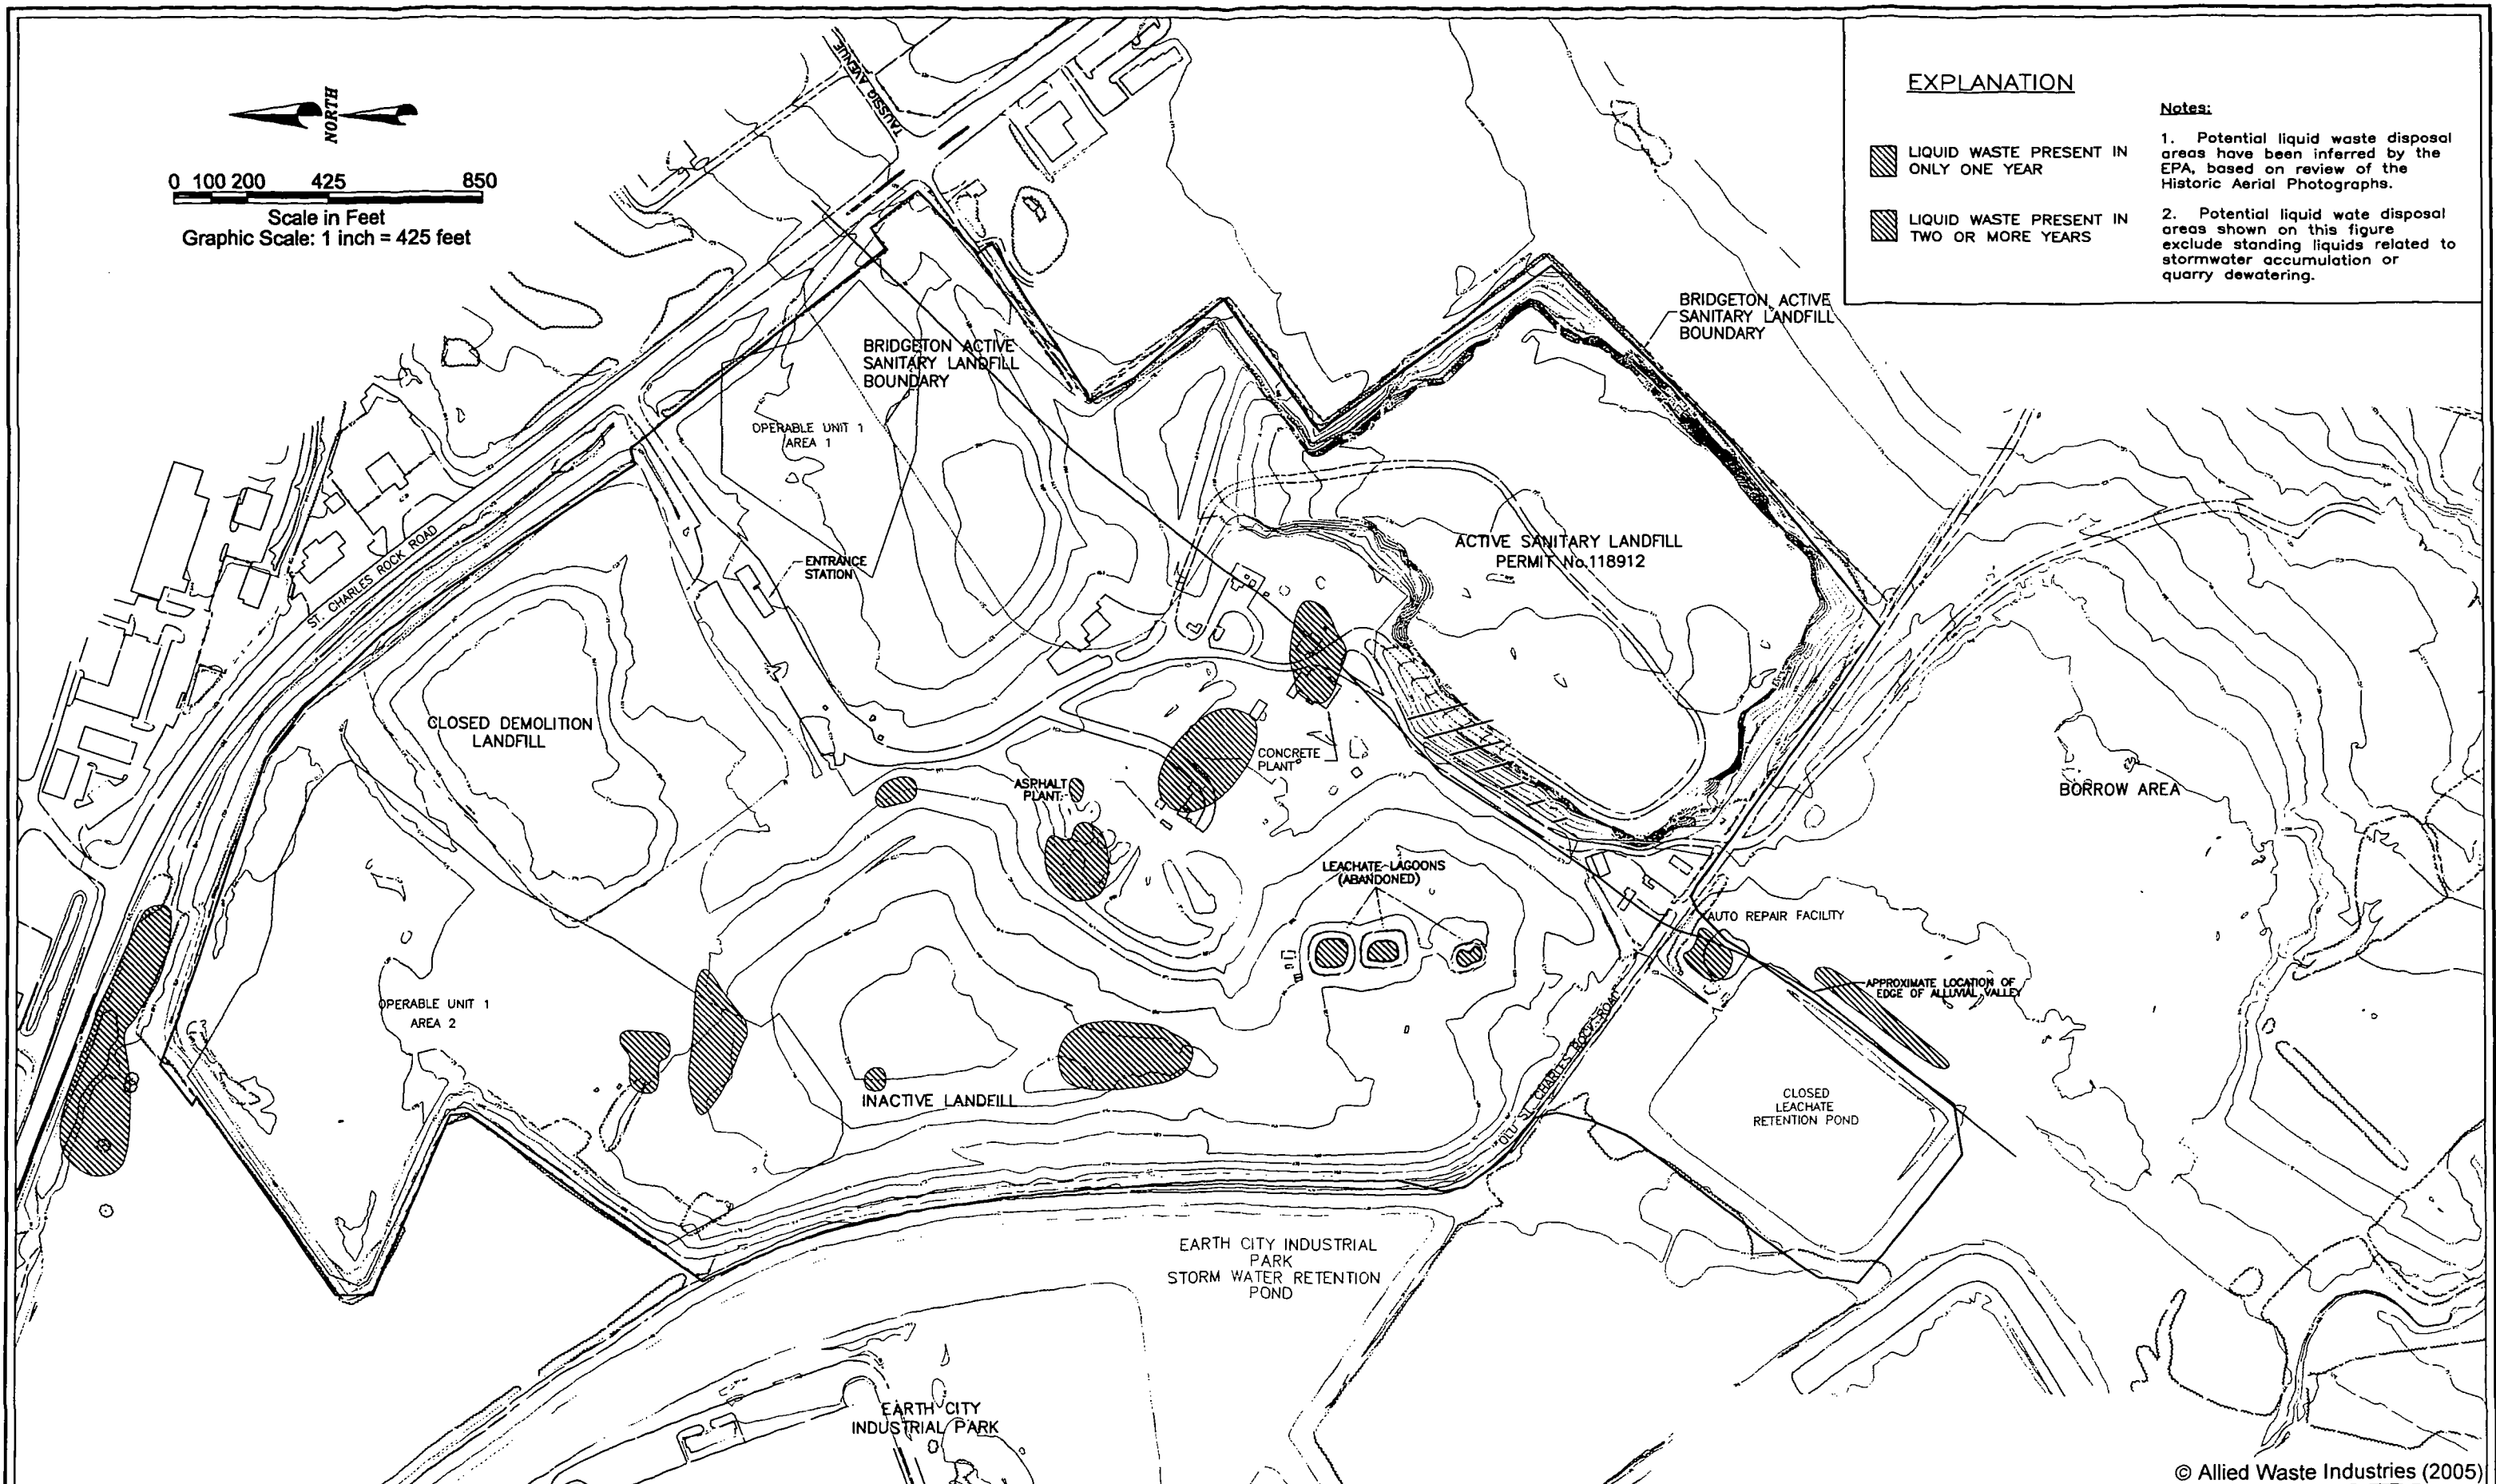 TAUSSIG AVENUE
NORTH
0 100 200 425 850
Scale in Feet
Graphic Scale: 1 inch = 425 feet
EXPLANATION
LIQUID WASTE PRESENT IN
ONLY ONE YEAR
LIQUID WASTE PRESENT IN
TWO OR MORE YEARS
Notes:
1. Potential liquid waste disposal
areas have been inferred by the
EPA, based on review of the
Historic Aerial Photographs.
2. Potential liquid wate disposal
areas shown on this figure
exclude standing liquids related to
stormwater accumulation or
quarry dewatering.
BRIDGETON ACTIVE
SANITARY LANDFILL
BOUNDARY
BRIDGETON ACTIVE
SANITARY LANDFILL
BOUNDARY
OPERABLE UNIT 1
AREA 1
ST. CHARLES ROCK ROAD
ENTRANCE
STATION
ACTIVE SANITARY LANDFILL
PERMIT No.118912
CLOSED DEMOLITION
LANDFILL
CONCRETE
PLANT
ASPHALT
PLANT
BORROW AREA
LEACHATE LAGOONS
(ABANDONED)
AUTO REPAIR FACILITY
APPROXIMATE LOCATION OF
EDGE OF ALLUVIAL VALLEY
OPERABLE UNIT 1
AREA 2
INACTIVE LANDFILL
OLD ST. CHARLES ROCK ROAD
CLOSED
LEACHATE
RETENTION POND
EARTH CITY INDUSTRIAL
PARK
STORM WATER RETENTION
POND
EARTH CITY
INDUSTRIAL PARK
© Allied Waste Industries (2005)